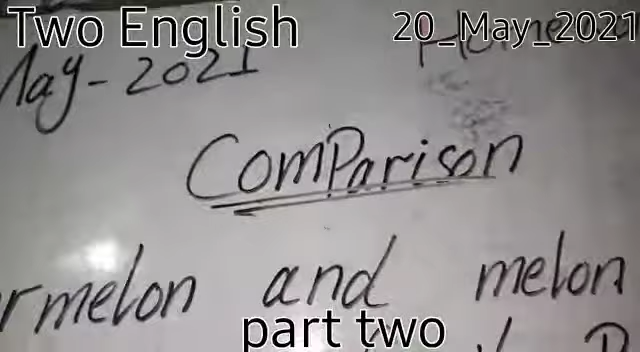 Two English 20_May_2021
May-2021
Comparison
rmelon and melon
part two